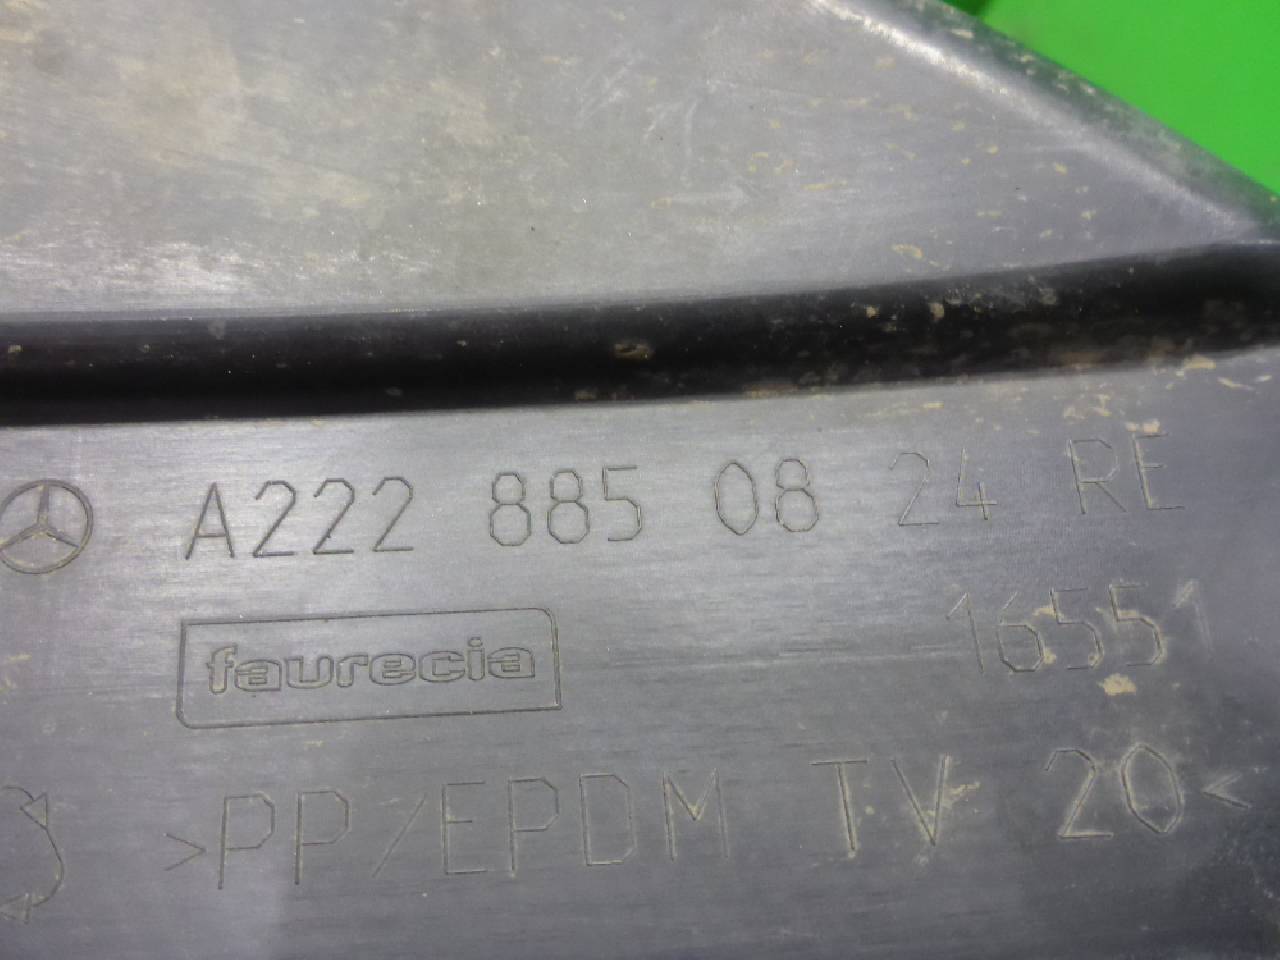 A222 885 08 24 RE
16551
faurecia
>PP/EPDM TV 20<